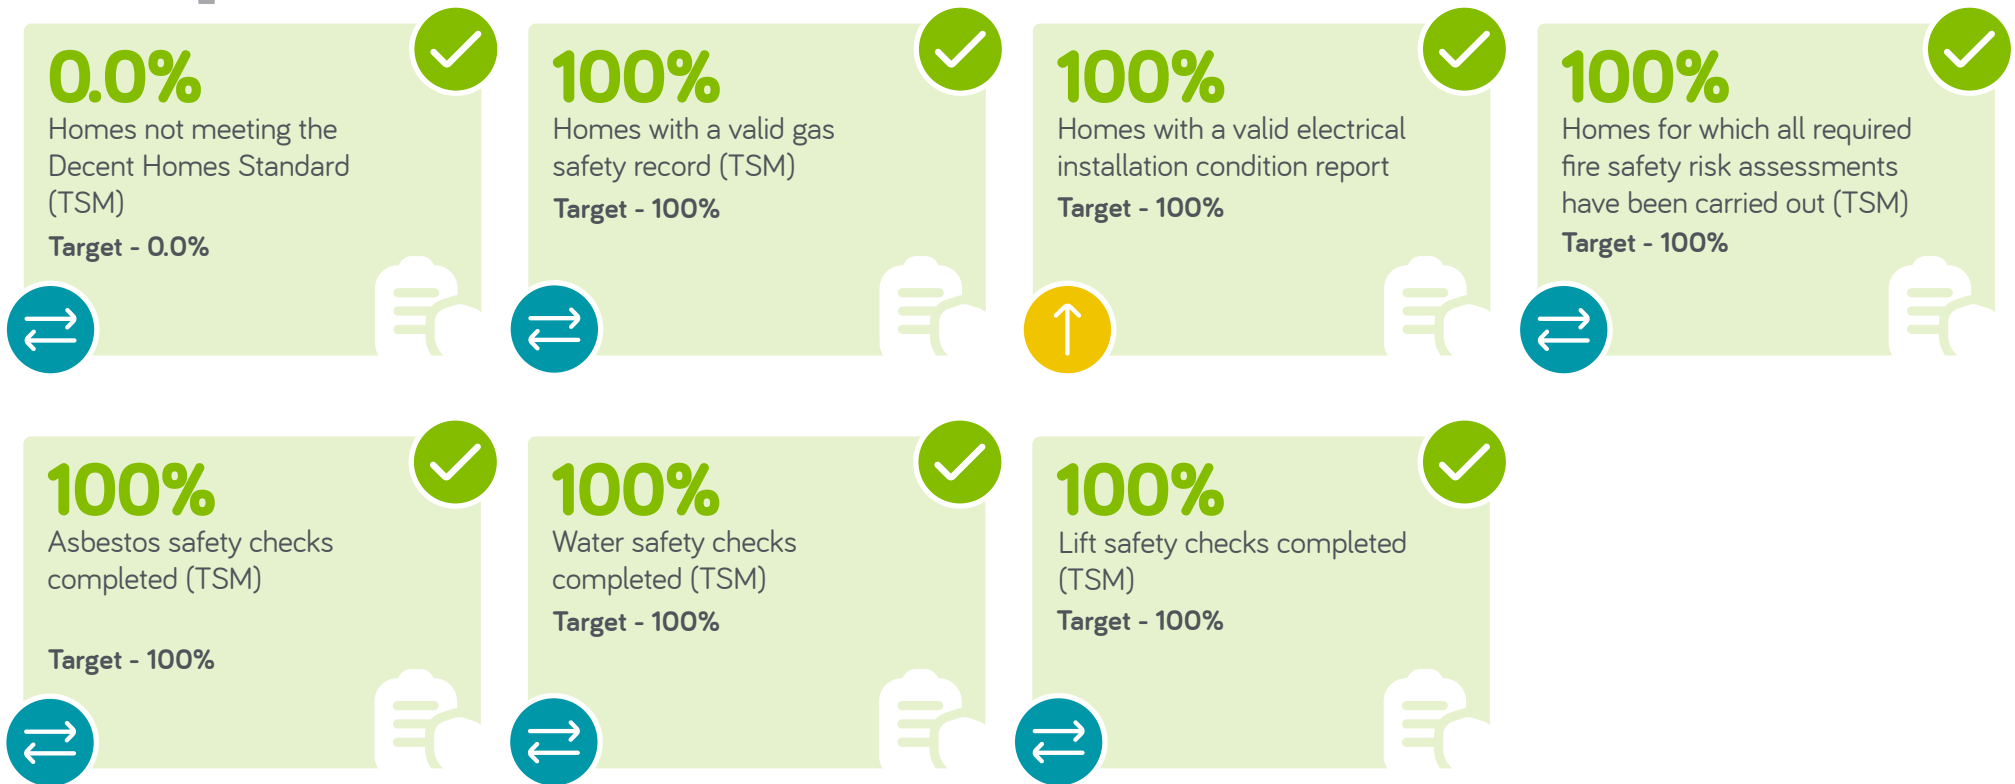 0.0%
Homes not meeting the
Decent Homes Standard
(TSM)
Target - 0.0%
100%
Homes with a valid gas
safety record (TSM)
Target - 100%
100%
Homes with a valid electrical
installation condition report
Target - 100%
100%
Homes for which all required
fire safety risk assessments
have been carried out (TSM)
Target - 100%
100%
Asbestos safety checks
completed (TSM)
Target - 100%
100%
Water safety checks
completed (TSM)
Target - 100%
100%
Lift safety checks completed
(TSM)
Target - 100%